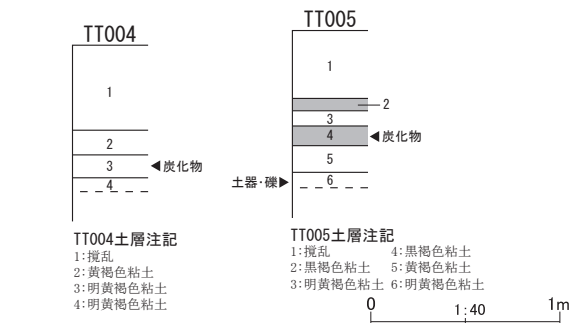 TT004
1
2
3
◀炭化物
4
TT004土層注記
1:撹乱
2:黄褐色粘土
3:明黄褐色粘土
4:明黄褐色粘土
TT005
1
2
3
4
◀炭化物
5
土器・礫▶
6
TT005土層注記
1:撹乱 4:黒褐色粘土
2:黒褐色粘土 5:黄褐色粘土
3:明黄褐色粘土 6:明黄褐色粘土
0 1:40 1m